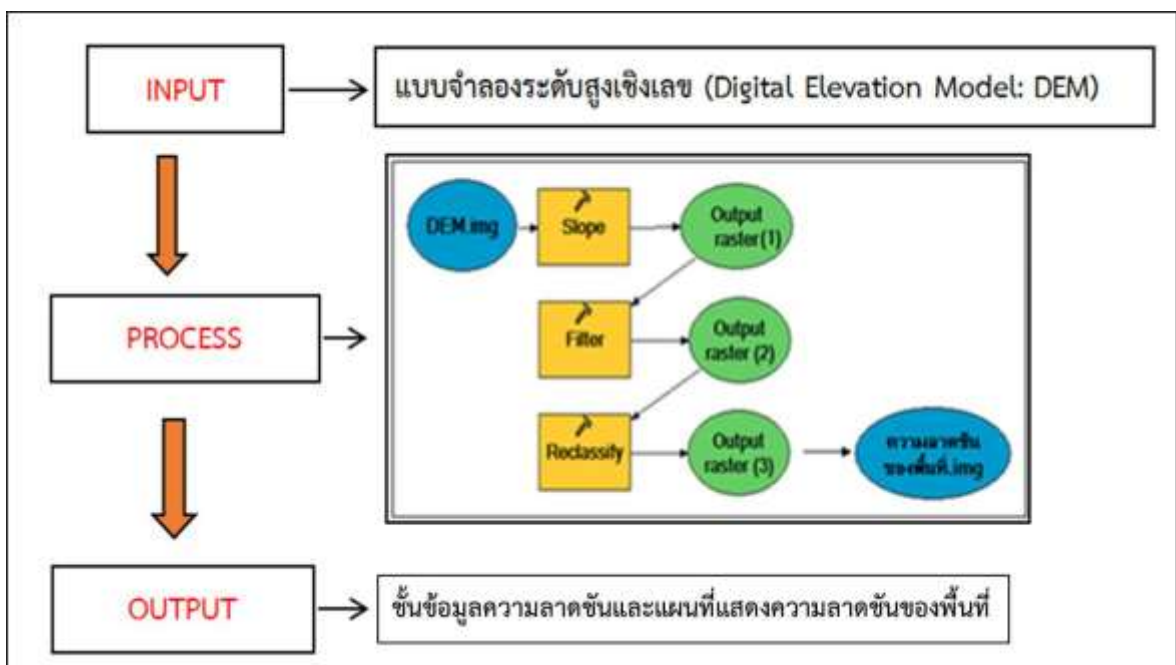 INPUT
แบบจำลองระดับสูงเชิงเลข (Digital Elevation Model: DEM)
DEM.img
Slope
Output
raster(1)
PROCESS
Filter
Output
raster (2)
Reclassify
Output
raster (3)
ความลาดชัน
ของพื้นที่.img
OUTPUT
ชั้นข้อมูลความลาดชันและแผนที่แสดงความลาดชันของพื้นที่